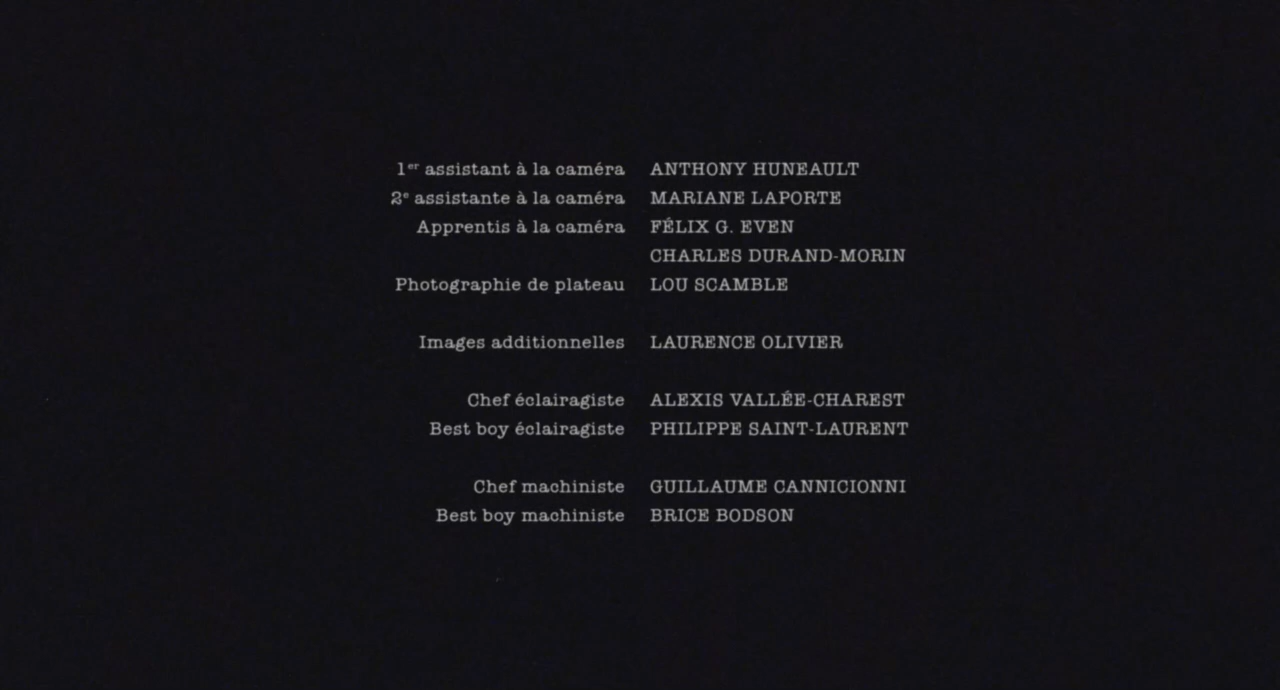 1er assistant à la caméra ANTHONY HUNEAULT
2e assistante à la caméra MARIANE LAPORTE
Apprentis à la caméra FÉLIX G. EVEN
CHARLES DURAND-MORIN
Photographie de plateau LOU SCAMBLE
Images additionnelles LAURENCE OLIVIER
Chef éclairagiste ALEXIS VALLÉE-CHAREST
Best boy éclairagiste PHILIPPE SAINT-LAURENT
Chef machiniste GUILLAUME CANNICIONNI
Best boy machiniste BRICE BODSON